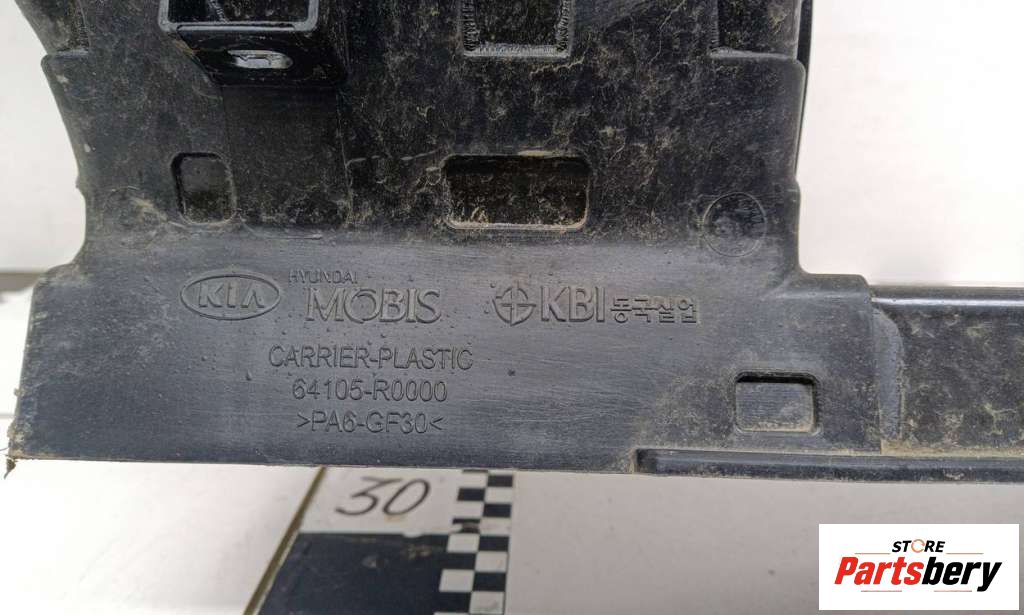 KIA HYUNDAI MOBIS KBI 동국실업
CARRIER-PLASTIC
64105-R0000
>PA6-GF30<
30
STORE
Partsbery